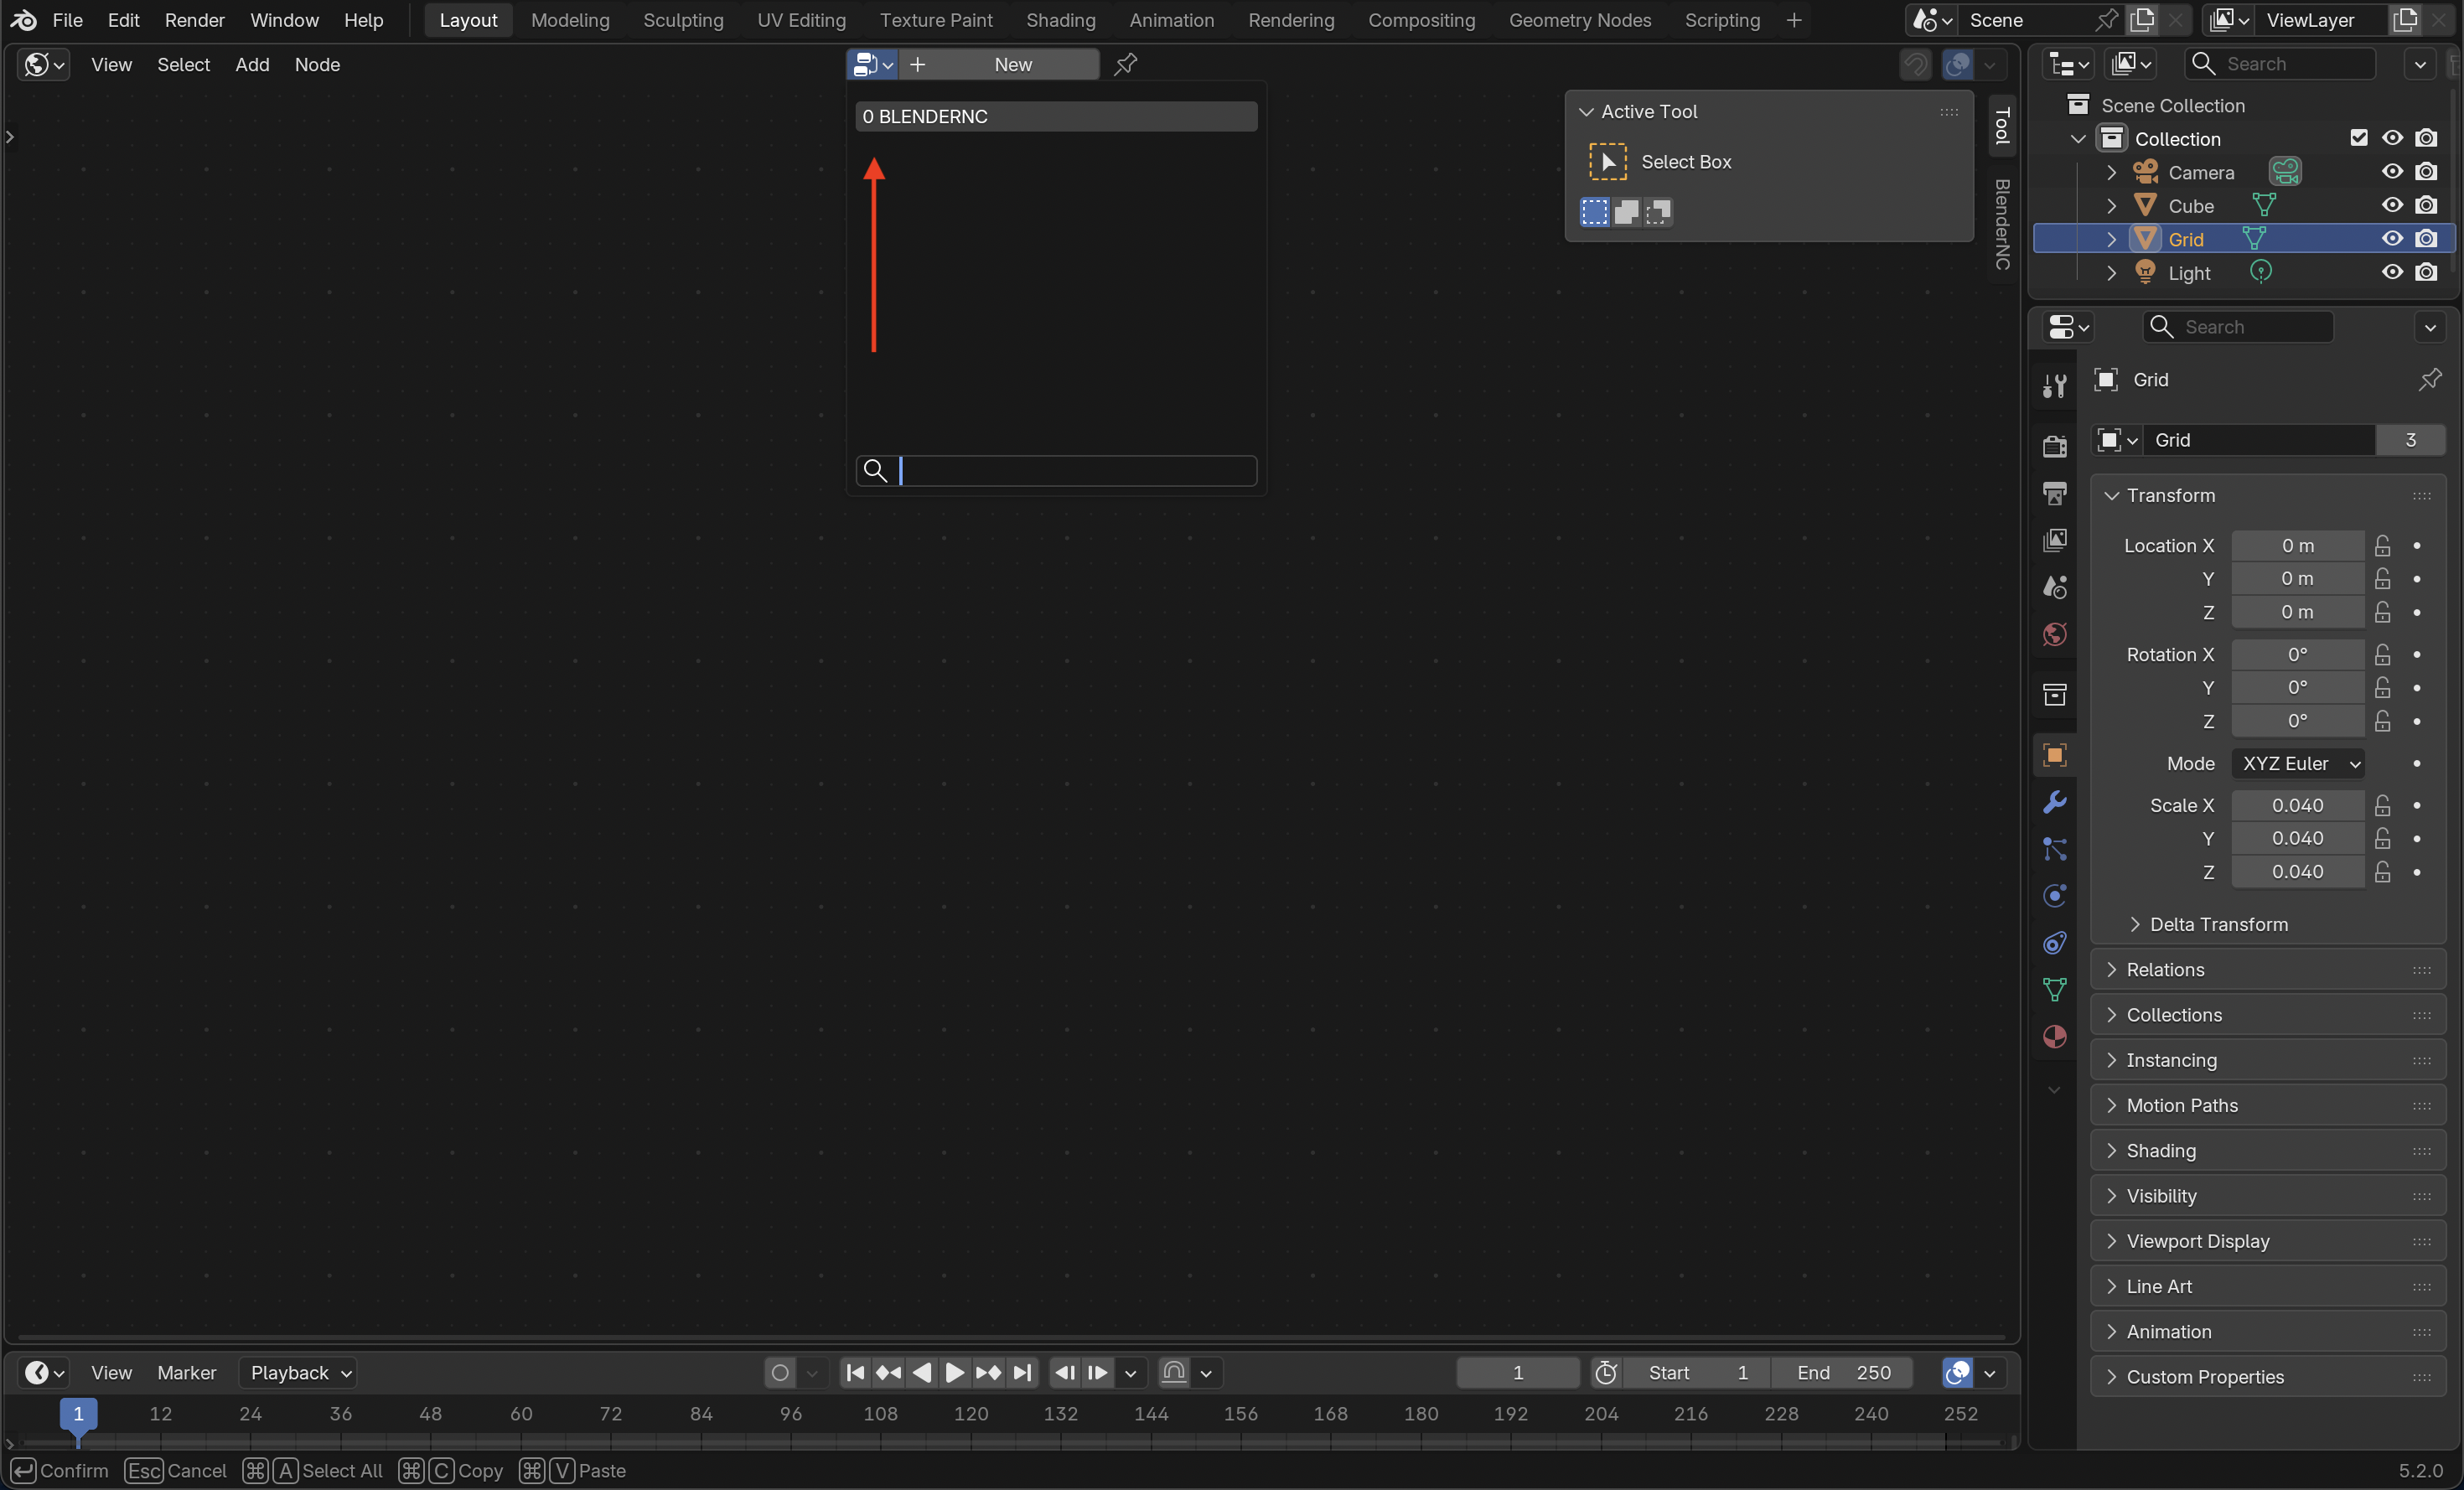 File Edit Render Window Help Layout Modeling Sculpting UV Editing Texture Paint Shading Animation Rendering Compositing Geometry Nodes Scripting Scene ViewLayer
View Select Add Node New Search
0 BLENDERNC
Active Tool
Select Box
Tool
BlenderNC
Scene Collection
Collection
Camera
Cube
Grid
Light
Search
Grid
Grid 3
Transform
Location X 0 m
Y 0 m
Z 0 m
Rotation X 0°
Y 0°
Z 0°
Mode XYZ Euler
Scale X 0.040
Y 0.040
Z 0.040
Delta Transform
Relations
Collections
Instancing
Motion Paths
Shading
Visibility
Viewport Display
Line Art
Animation
Custom Properties
View Marker Playback 1 Start 1 End 250
1 12 24 36 48 60 72 84 96 108 120 132 144 156 168 180 192 204 216 228 240 252
Confirm Esc Cancel ⌘ A Select All ⌘ C Copy ⌘ V Paste 5.2.0